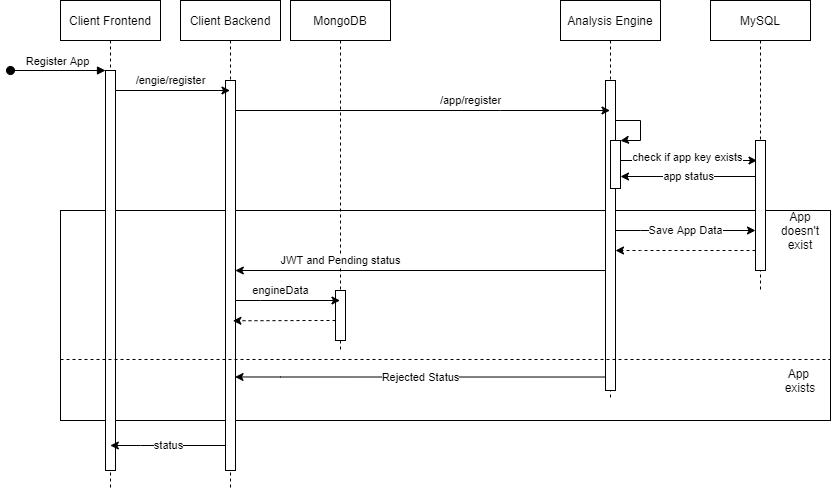 Client Frontend
Client Backend
MongoDB
Analysis Engine
MySQL
Register App
/engie/register
/app/register
check if app key exists
app status
App
doesn't
exist
Save App Data
JWT and Pending status
engineData
App
exists
Rejected Status
status